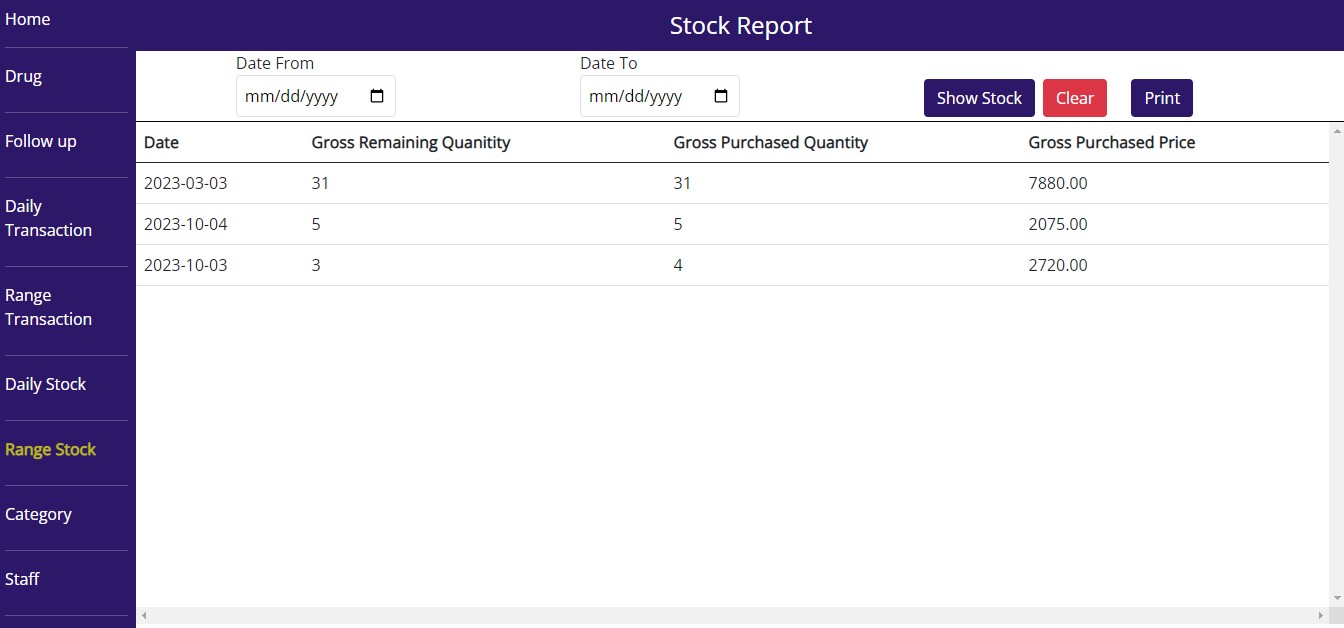 Home
Drug
Follow up
Daily
Transaction
Range
Transaction
Daily Stock
Range Stock
Category
Staff
Stock Report
Date From
mm/dd/yyyy
Date To
mm/dd/yyyy
Show Stock
Clear
Print
Date Gross Remaining Quanitity Gross Purchased Quantity Gross Purchased Price
2023-03-03 31 31 7880.00
2023-10-04 5 5 2075.00
2023-10-03 3 4 2720.00